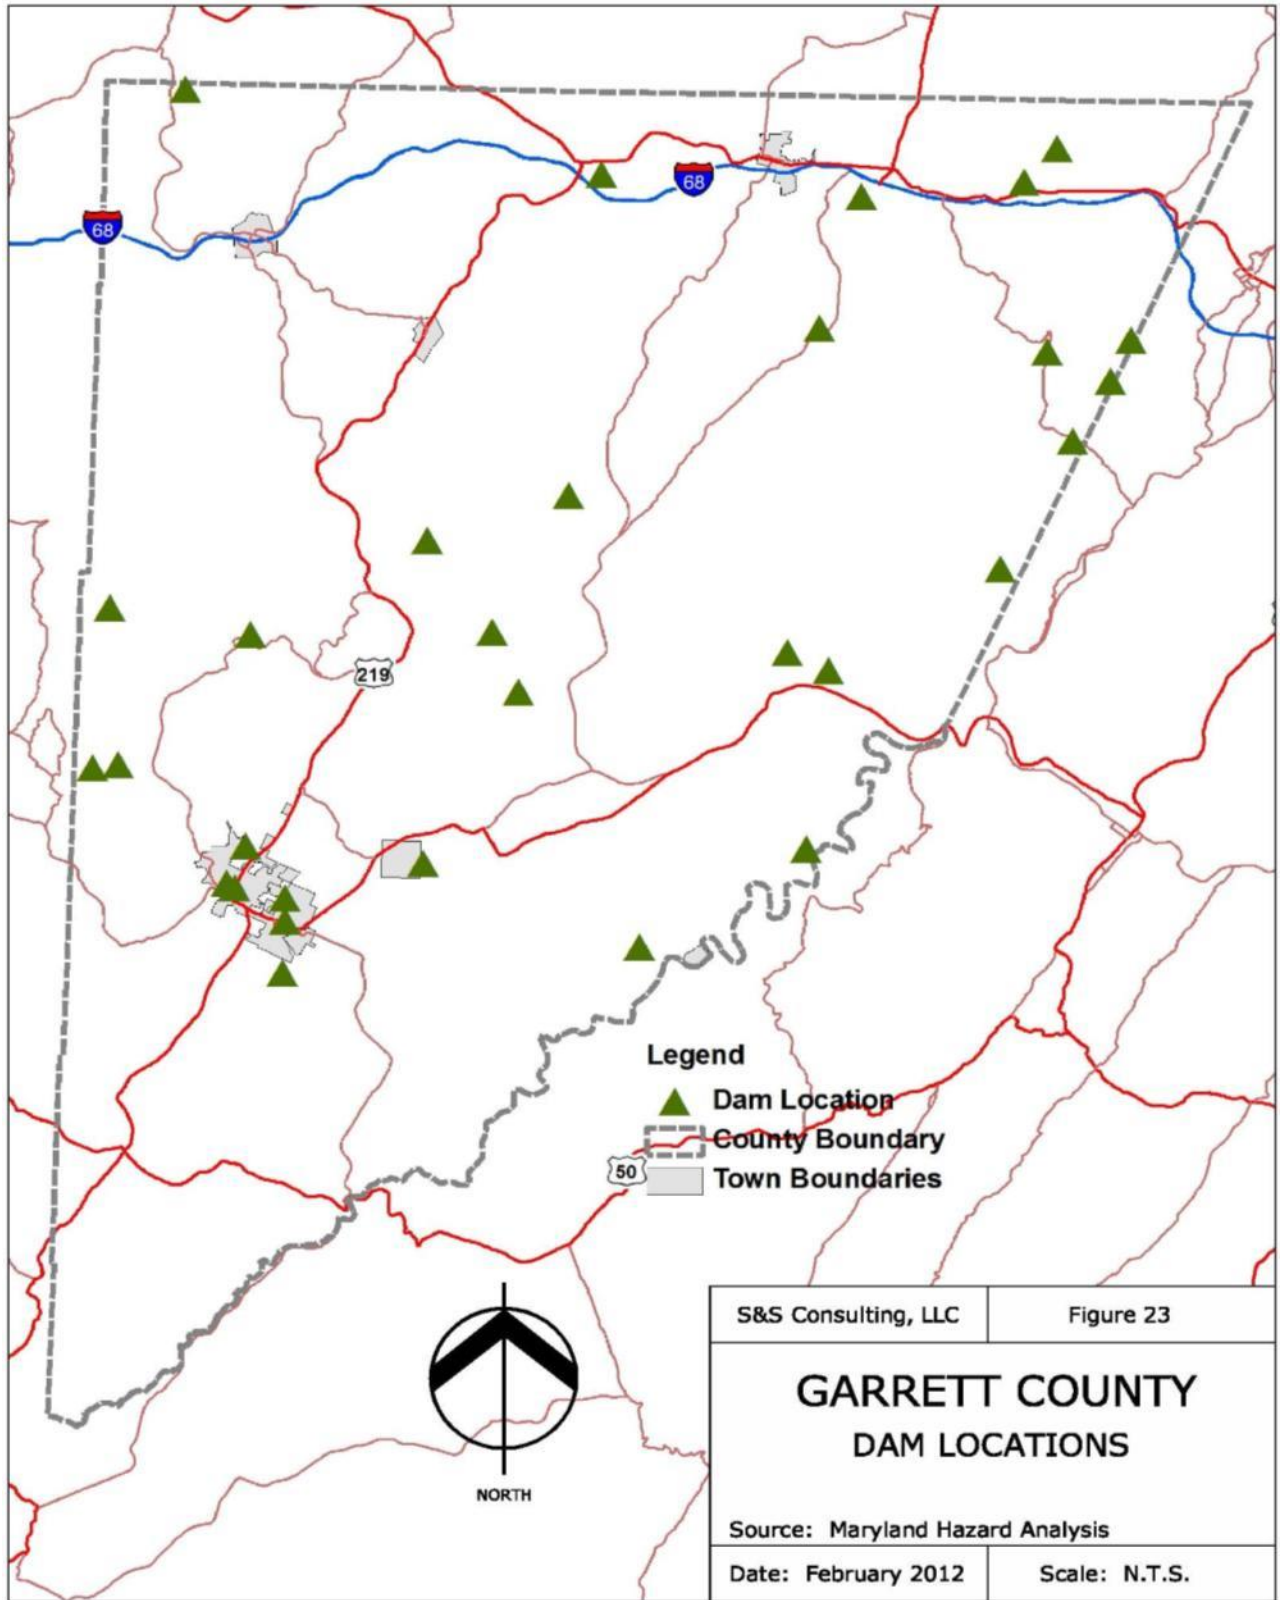 68
68
219
Legend
Dam Location
County Boundary
50
Town Boundaries
NORTH
S&S Consulting, LLC
Figure 23
GARRETT COUNTY
DAM LOCATIONS
Source: Maryland Hazard Analysis
Date: February 2012
Scale: N.T.S.